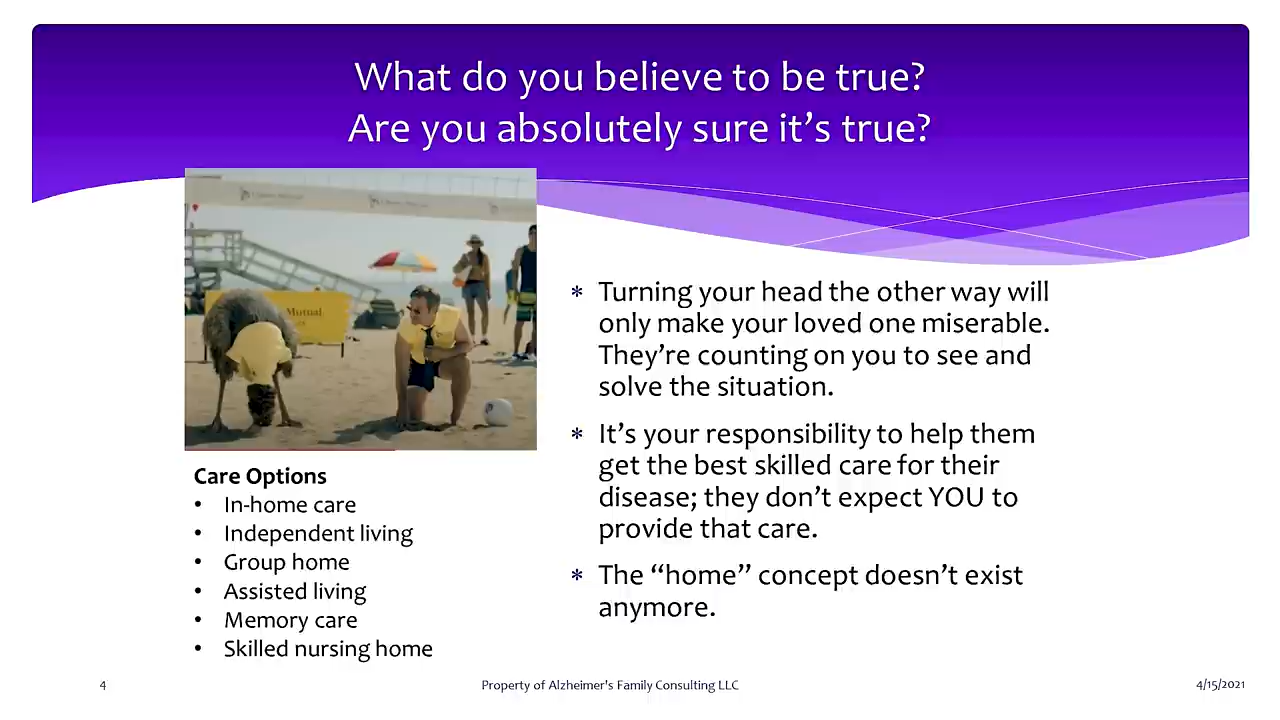 What do you believe to be true?
Are you absolutely sure it’s true?
Mutual
Care Options
• In-home care
• Independent living
• Group home
• Assisted living
• Memory care
• Skilled nursing home
* Turning your head the other way will
only make your loved one miserable.
They’re counting on you to see and
solve the situation.
* It’s your responsibility to help them
get the best skilled care for their
disease; they don’t expect YOU to
provide that care.
* The “home” concept doesn’t exist
anymore.
4
Property of Alzheimer's Family Consulting LLC
4/15/2021